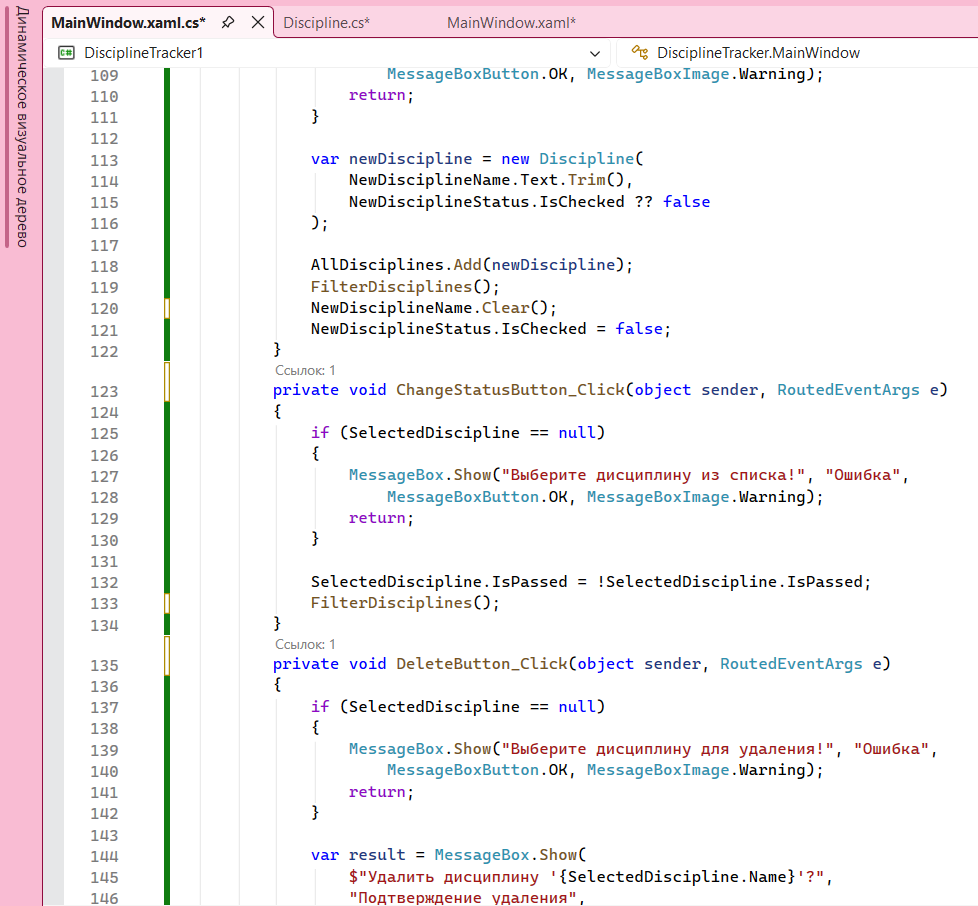 Динамическое визуальное дерево
MainWindow.xaml.cs* Discipline.cs* MainWindow.xaml*
C# DisciplineTracker1 DisciplineTracker.MainWindow
109 MessageBoxButton.OK, MessageBoxImage.Warning);
110 return;
111 }
112
113 var newDiscipline = new Discipline(
114 NewDisciplineName.Text.Trim(),
115 NewDisciplineStatus.IsChecked ?? false
116 );
117
118 AllDisciplines.Add(newDiscipline);
119 FilterDisciplines();
120 NewDisciplineName.Clear();
121 NewDisciplineStatus.IsChecked = false;
122 }
Ссылок: 1
123 private void ChangeStatusButton_Click(object sender, RoutedEventArgs e)
124 {
125 if (SelectedDiscipline == null)
126 {
127 MessageBox.Show("Выберите дисциплину из списка!", "Ошибка",
128 MessageBoxButton.OK, MessageBoxImage.Warning);
129 return;
130 }
131
132 SelectedDiscipline.IsPassed = !SelectedDiscipline.IsPassed;
133 FilterDisciplines();
134 }
Ссылок: 1
135 private void DeleteButton_Click(object sender, RoutedEventArgs e)
136 {
137 if (SelectedDiscipline == null)
138 {
139 MessageBox.Show("Выберите дисциплину для удаления!", "Ошибка",
140 MessageBoxButton.OK, MessageBoxImage.Warning);
141 return;
142 }
143
144 var result = MessageBox.Show(
145 $"Удалить дисциплину '{SelectedDiscipline.Name}'?",
146 "Подтверждение удаления",